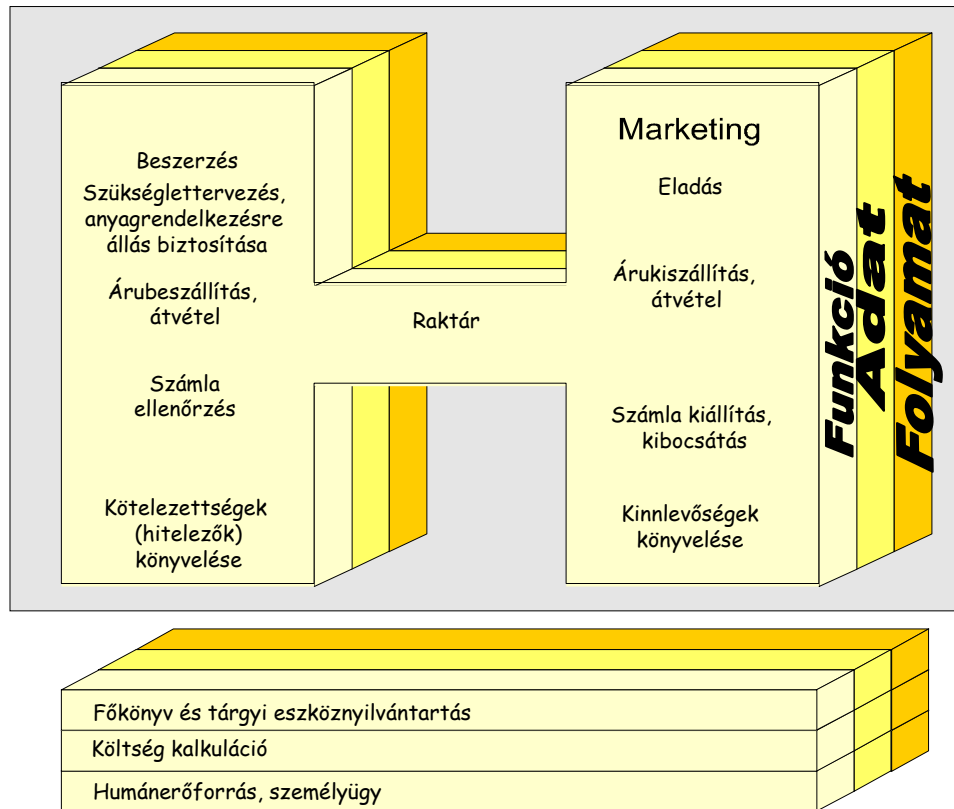 Beszerzés
Szükséglettervezés,
anyagrendelkezésre
állás biztosítása
Árubeszállítás,
átvétel
Számla
ellenőrzés
Kötelezettségek
(hitelezők)
könyvelése
Raktár
Marketing
Eladás
Árukiszállítás,
átvétel
Számla kiállítás,
kibocsátás
Kinnlevőségek
könyvelése
Funkció
Adat
Folyamat
Főkönyv és tárgyi eszköznyilvántartás
Költség kalkuláció
Humánerőforrás, személyügy